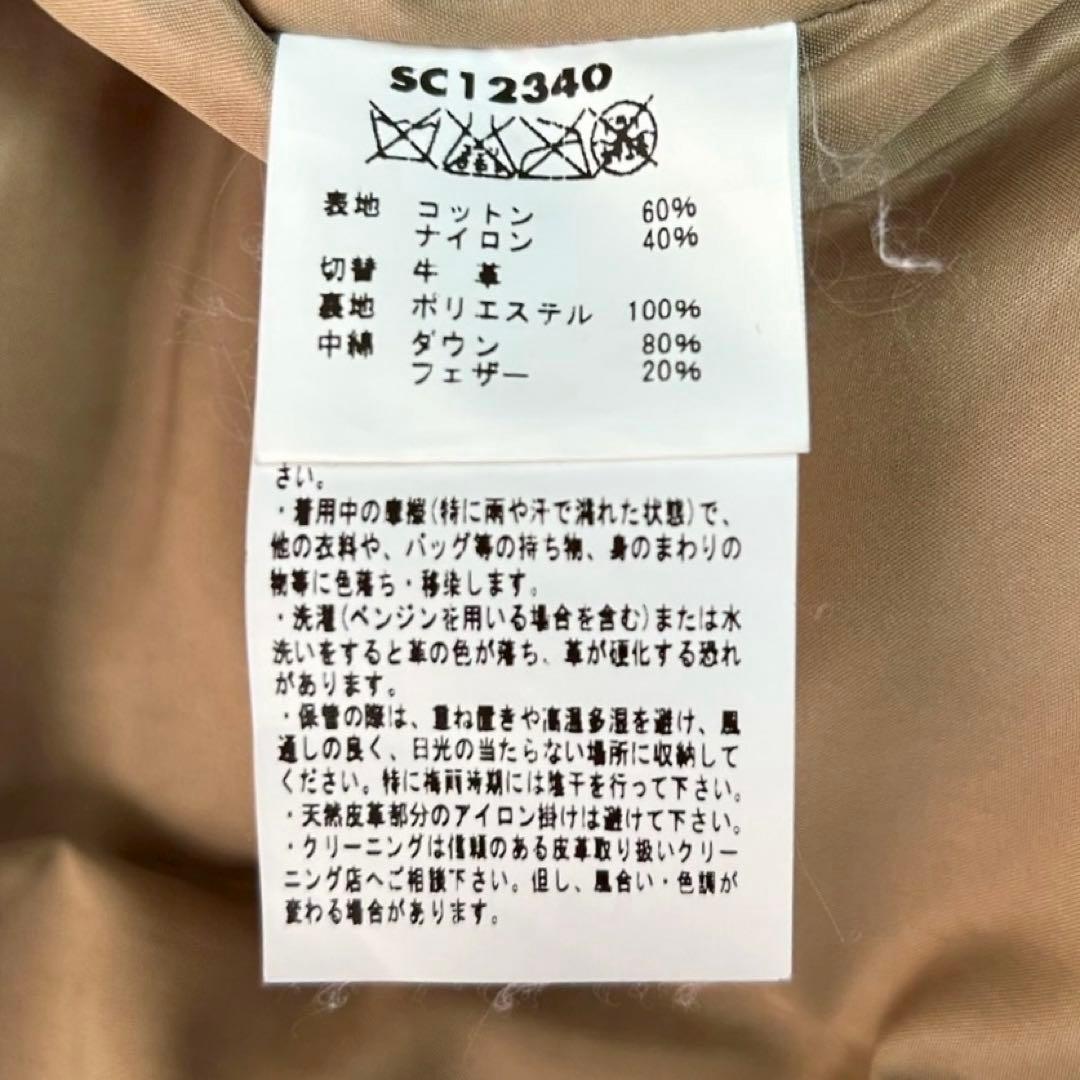 SC12340
表地 コットン 60%
ナイロン 40%
切替 牛 革
裏地 ポリエステル 100%
中綿 ダウン 80%
フェザー 20%
さい。
・着用中の摩擦(特に雨や汗で濡れた状態)で、
他の衣料や、バッグ等の持ち物、身のまわりの
物等に色落ち・移染します。
・洗濯(ベンジンを用いる場合を含む)または水
洗いをすると革の色が落ち、革が硬化する恐れ
があります。
・保管の際は、重ね置きや高温多湿を避け、風
通しの良く、日光の当たらない場所に収納して
ください。特に梅雨時期には陰干を行って下さい。
・天然皮革部分のアイロン掛けは避けて下さい。
・クリーニングは信頼のある皮革取り扱いクリー
ニング店へご相談下さい。但し、風合い・色調が
変わる場合があります。